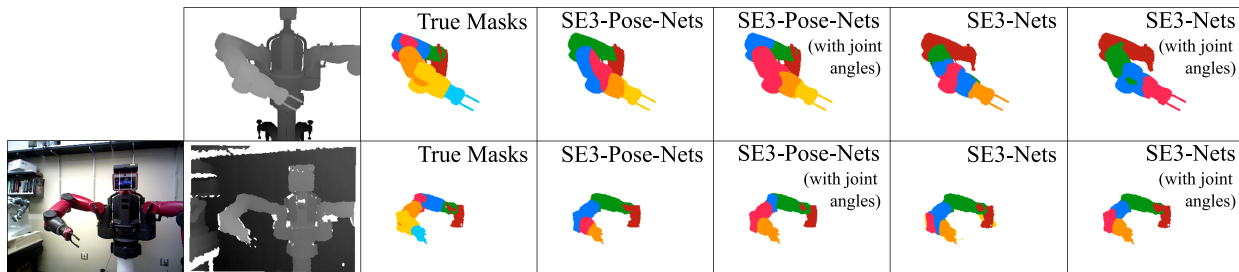 True Masks
SE3-Pose-Nets
SE3-Pose-Nets
(with joint
angles)
SE3-Nets
SE3-Nets
(with joint
angles)
True Masks
SE3-Pose-Nets
SE3-Pose-Nets
(with joint
angles)
SE3-Nets
SE3-Nets
(with joint
angles)